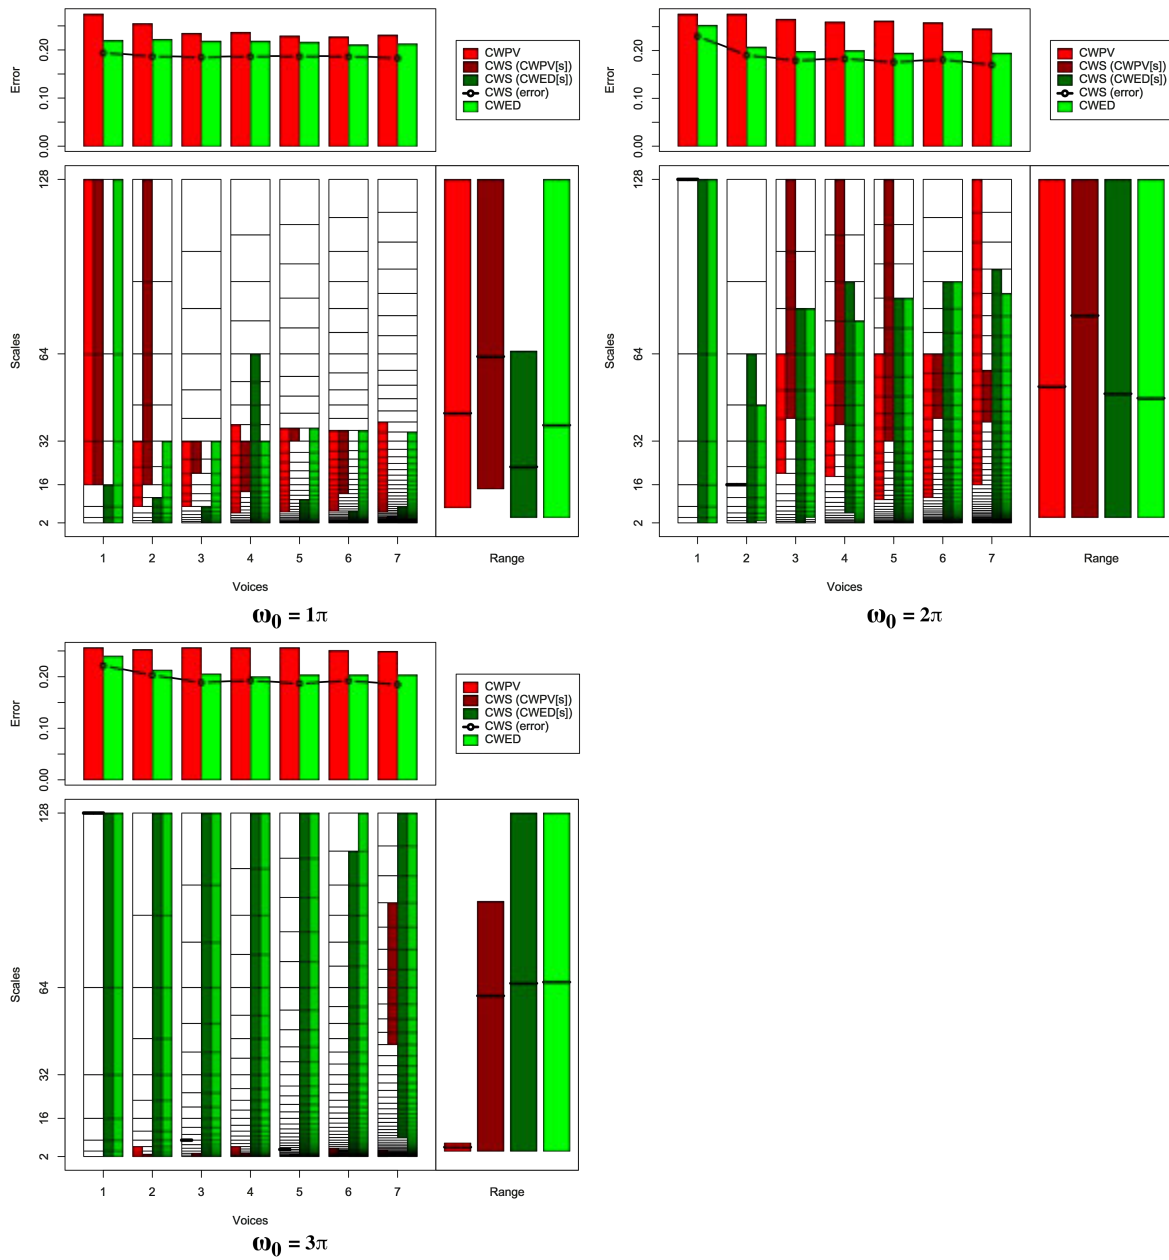 Error
0.00
0.10
0.20
CWPV
CWS (CWPV[s])
CWS (CWED[s])
CWS (error)
CWED
Scales
128
64
32
16
2
1 2 3 4 5 6 7
Voices
Range
ω0 = 1π
Error
0.00
0.10
0.20
CWPV
CWS (CWPV[s])
CWS (CWED[s])
CWS (error)
CWED
Scales
128
64
32
16
2
1 2 3 4 5 6 7
Voices
Range
ω0 = 2π
Error
0.00
0.10
0.20
CWPV
CWS (CWPV[s])
CWS (CWED[s])
CWS (error)
CWED
Scales
128
64
32
16
2
1 2 3 4 5 6 7
Voices
Range
ω0 = 3π